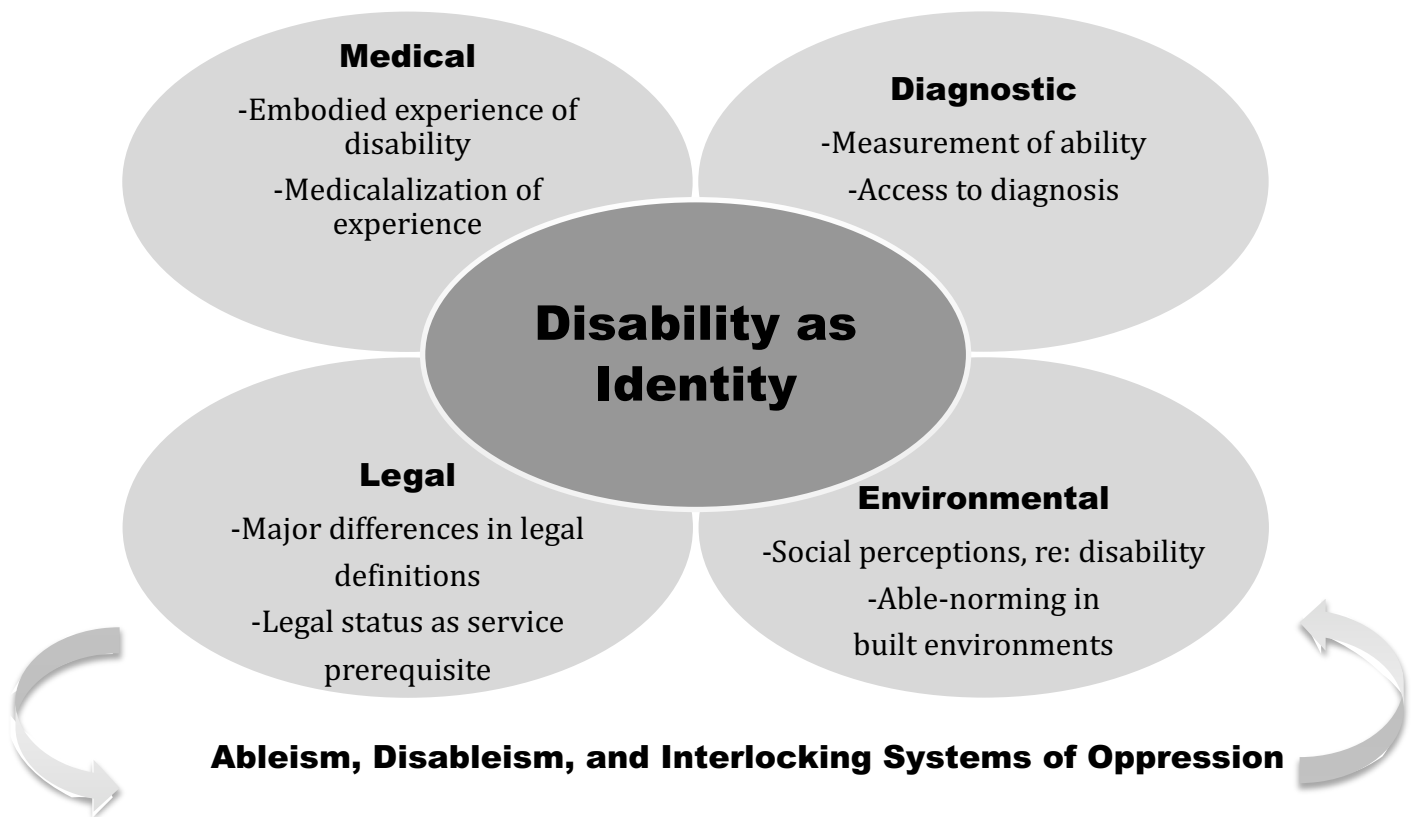 Medical
-Embodied experience of
disability
-Medicalalization of
experience
Diagnostic
-Measurement of ability
-Access to diagnosis
Disability as
Identity
Legal
-Major differences in legal
definitions
-Legal status as service
prerequisite
Environmental
-Social perceptions, re: disability
-Able-norming in
built environments
Ableism, Disableism, and Interlocking Systems of Oppression